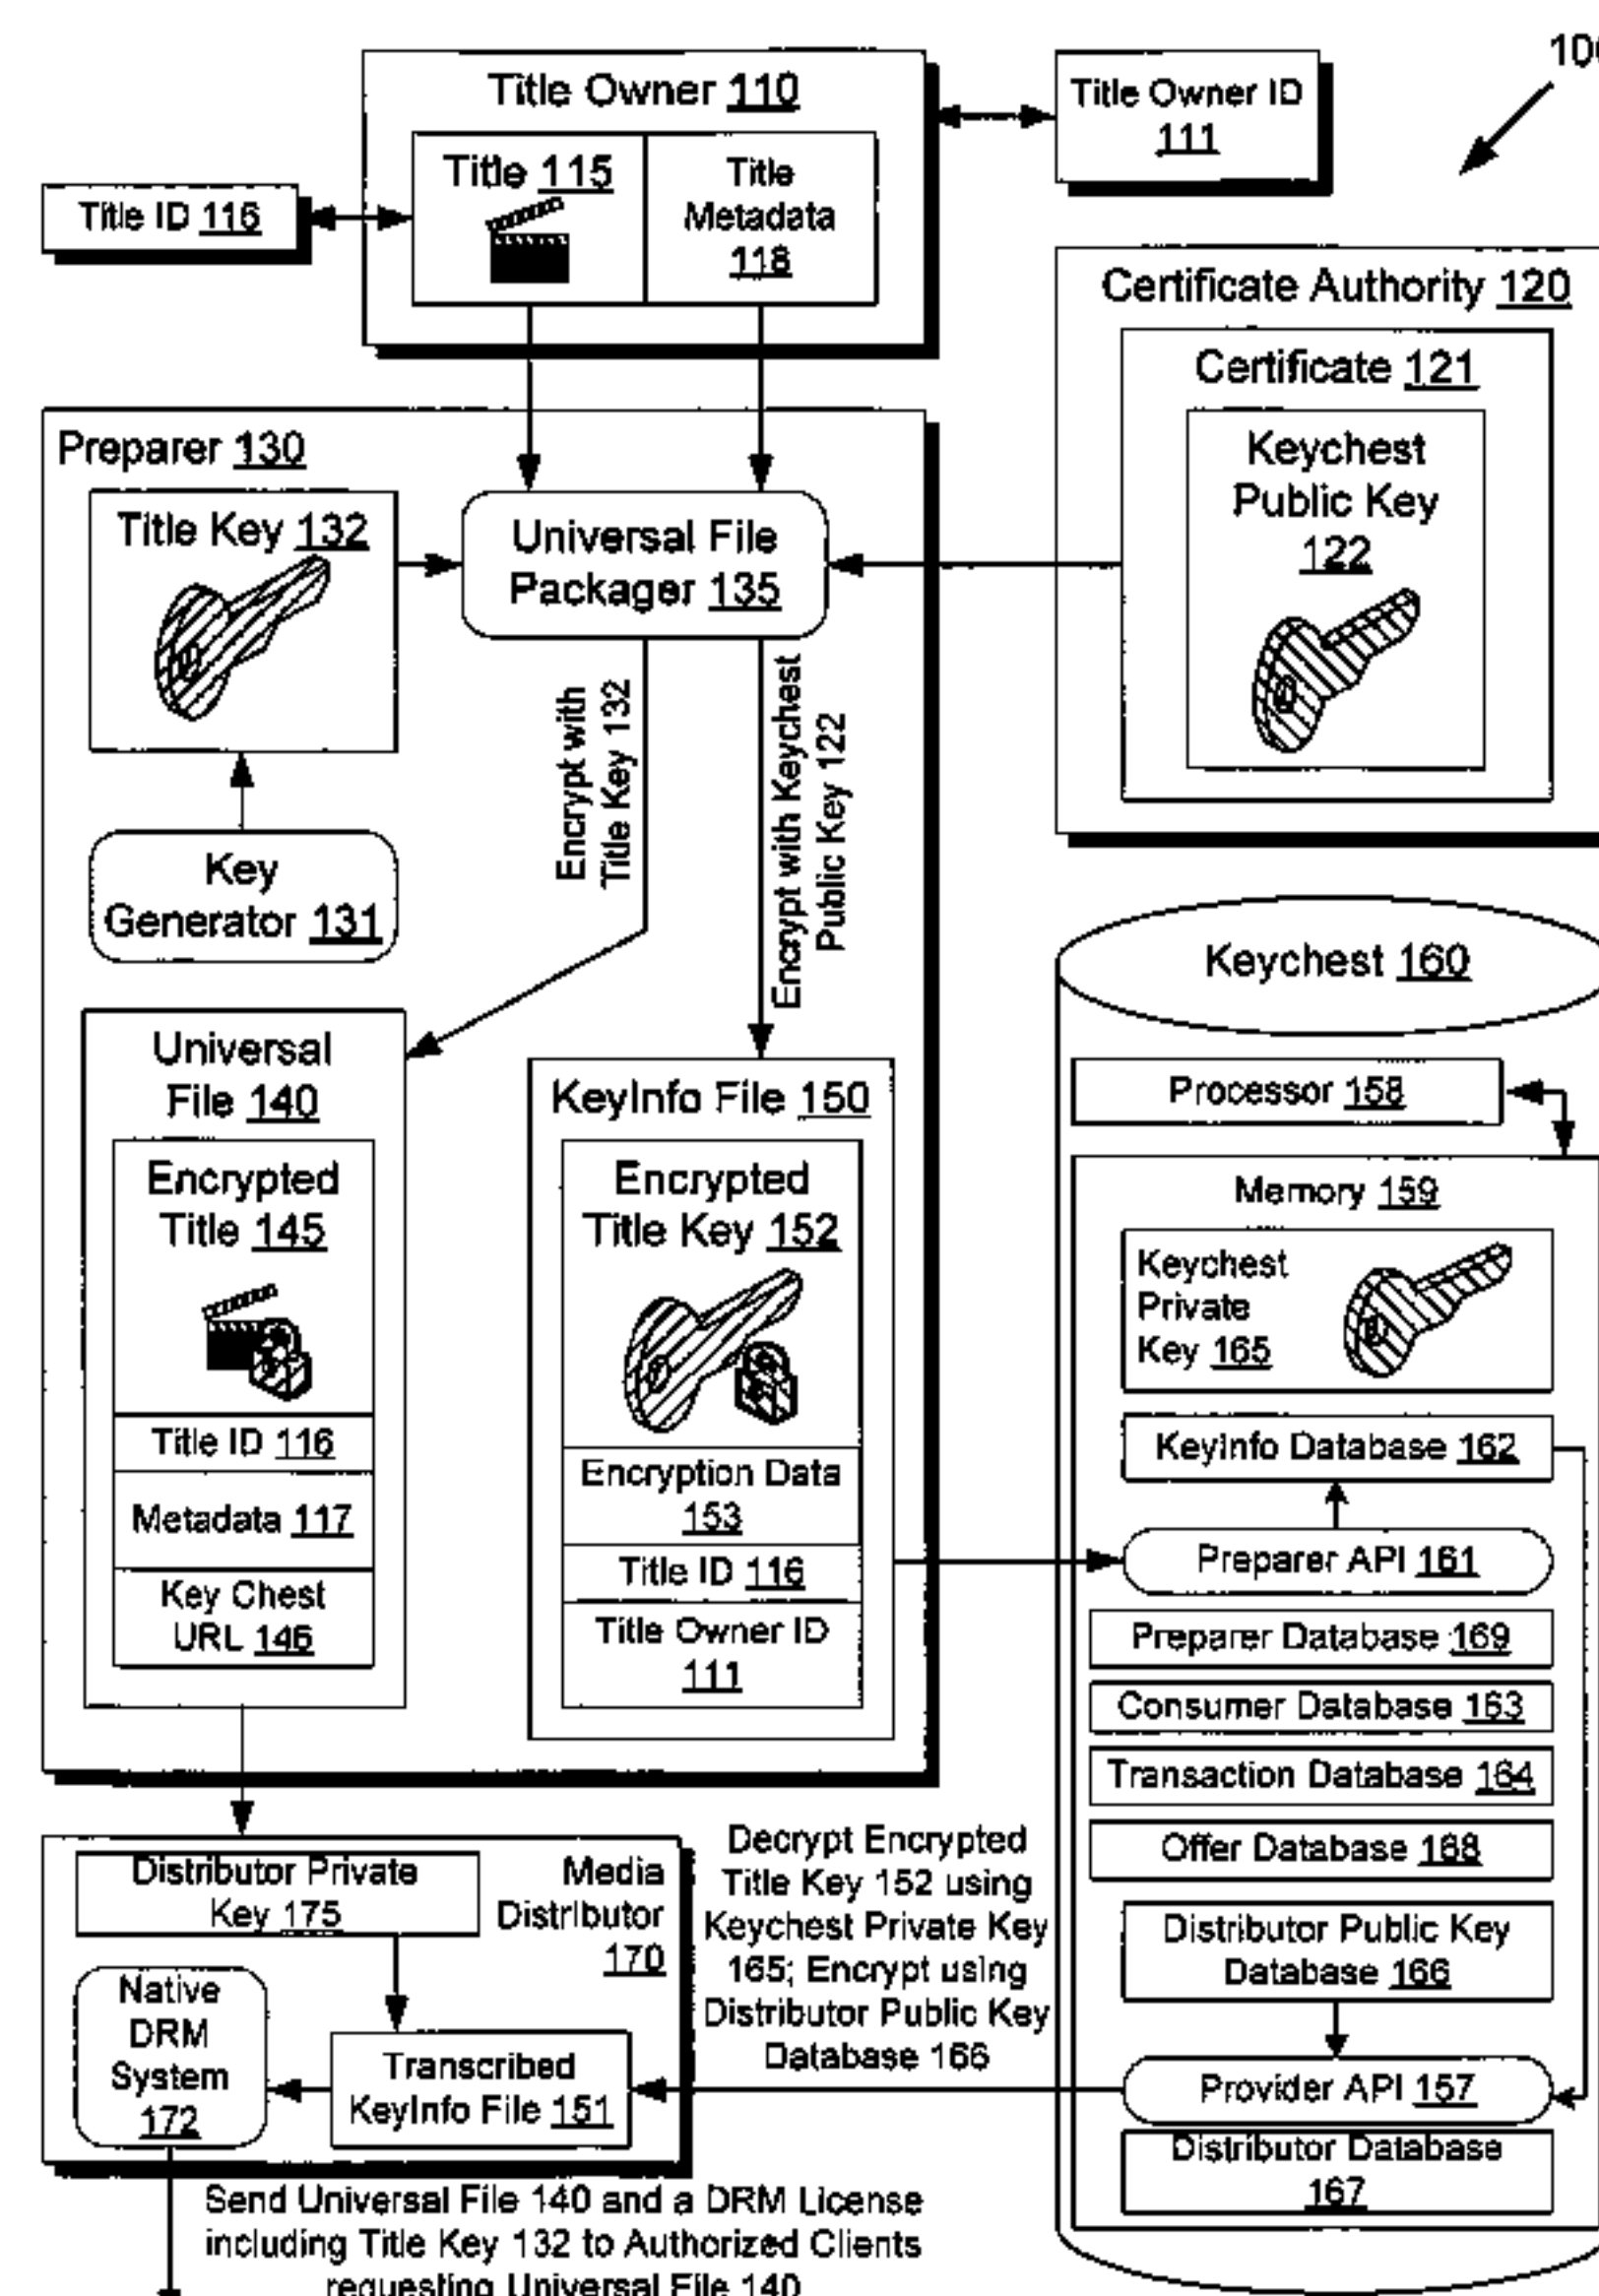 100
Title Owner 110
Title Owner ID
111
Title 115
Title
Metadata
118
Title ID 116
Certificate Authority 120
Certificate 121
Keychest
Public Key
122
Preparer 130
Title Key 132
Universal File
Packager 135
Encrypt with
Title Key 132
Encrypt with Keychest
Public Key 122
Key
Generator 131
Universal
File 140
Encrypted
Title 145
Title ID 116
Metadata 117
Key Chest
URL 146
KeyInfo File 150
Encrypted
Title Key 152
Encryption Data
153
Title ID 116
Title Owner ID
111
Keychest 160
Processor 158
Memory 159
Keychest
Private
Key 165
KeyInfo Database 162
Preparer API 161
Preparer Database 169
Consumer Database 163
Transaction Database 164
Offer Database 168
Distributor Public Key
Database 166
Provider API 157
Distributor Database
167
Distributor Private
Key 175
Media
Distributor
170
Native
DRM
System
172
Transcribed
KeyInfo File 151
Decrypt Encrypted
Title Key 152 using
Keychest Private Key
165; Encrypt using
Distributor Public Key
Database 166
Send Universal File 140 and a DRM License
including Title Key 132 to Authorized Clients
requesting Universal File 140